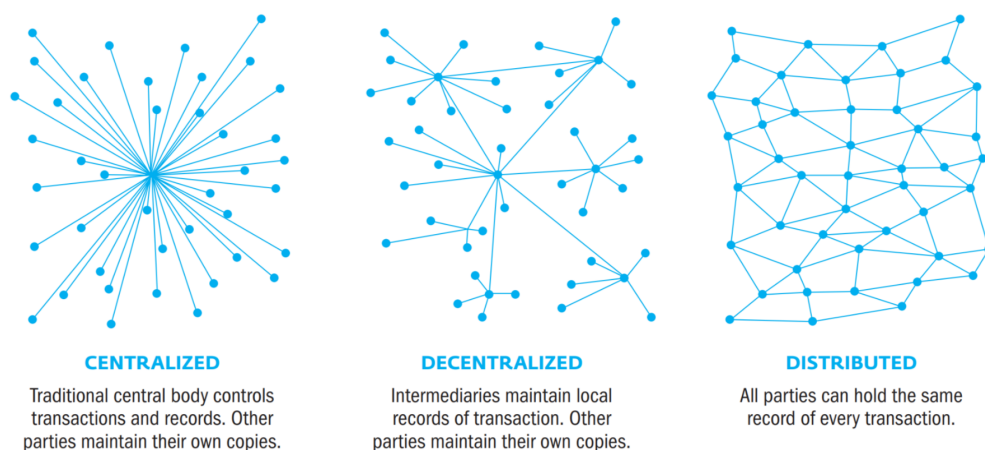 CENTRALIZED
Traditional central body controls
transactions and records. Other
parties maintain their own copies.
DECENTRALIZED
Intermediaries maintain local
records of transaction. Other
parties maintain their own copies.
DISTRIBUTED
All parties can hold the same
record of every transaction.